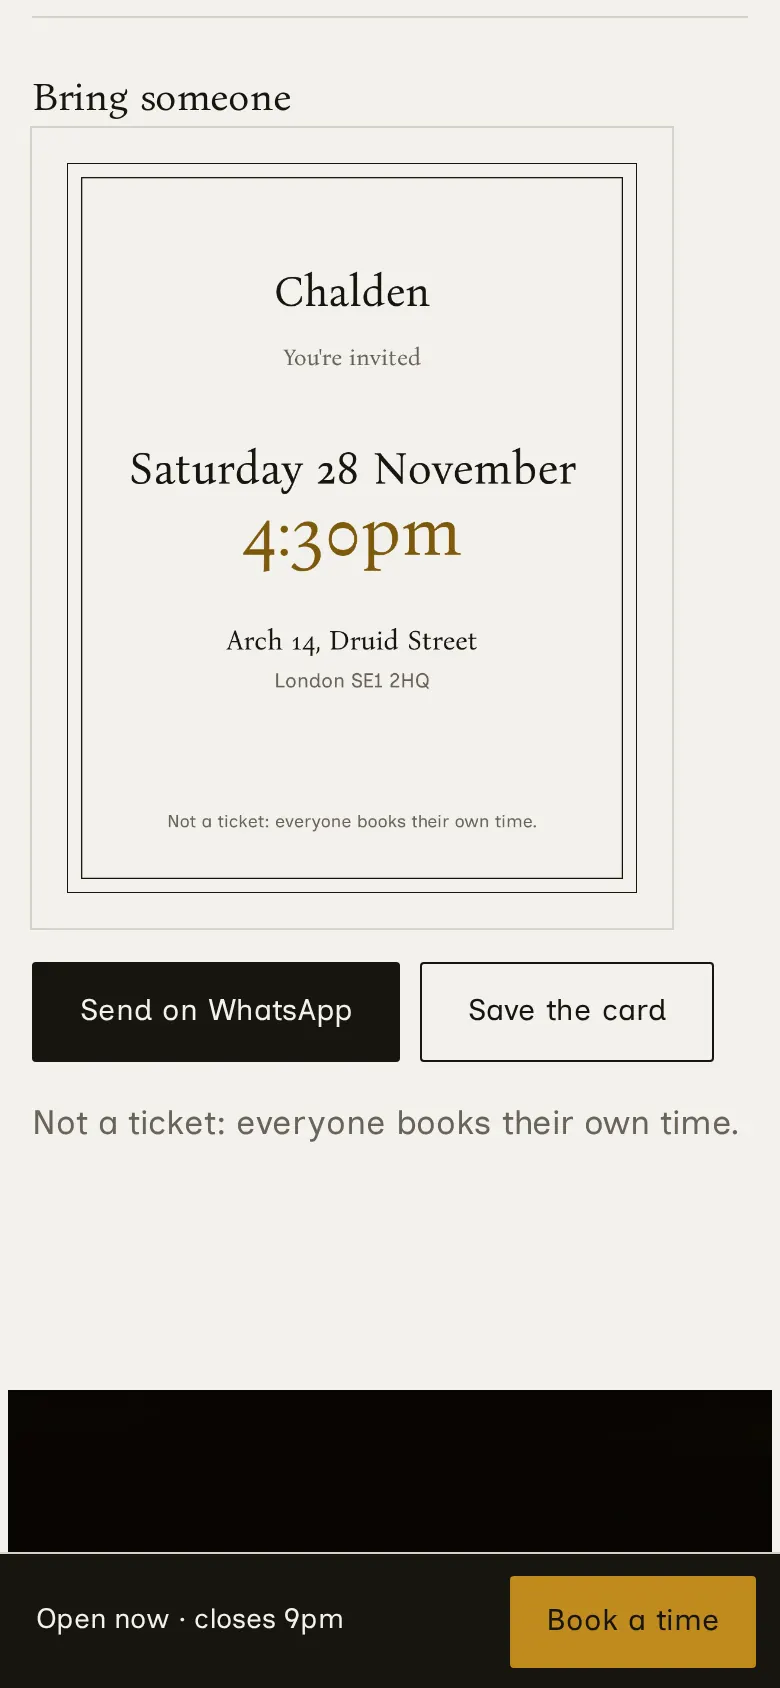 Bring someone
Chalden
You're invited
Saturday 28 November
4:30pm
Arch 14, Druid Street
London SE1 2HQ
Not a ticket: everyone books their own time.
Send on WhatsApp
Save the card
Not a ticket: everyone books their own time.
Open now · closes 9pm
Book a time